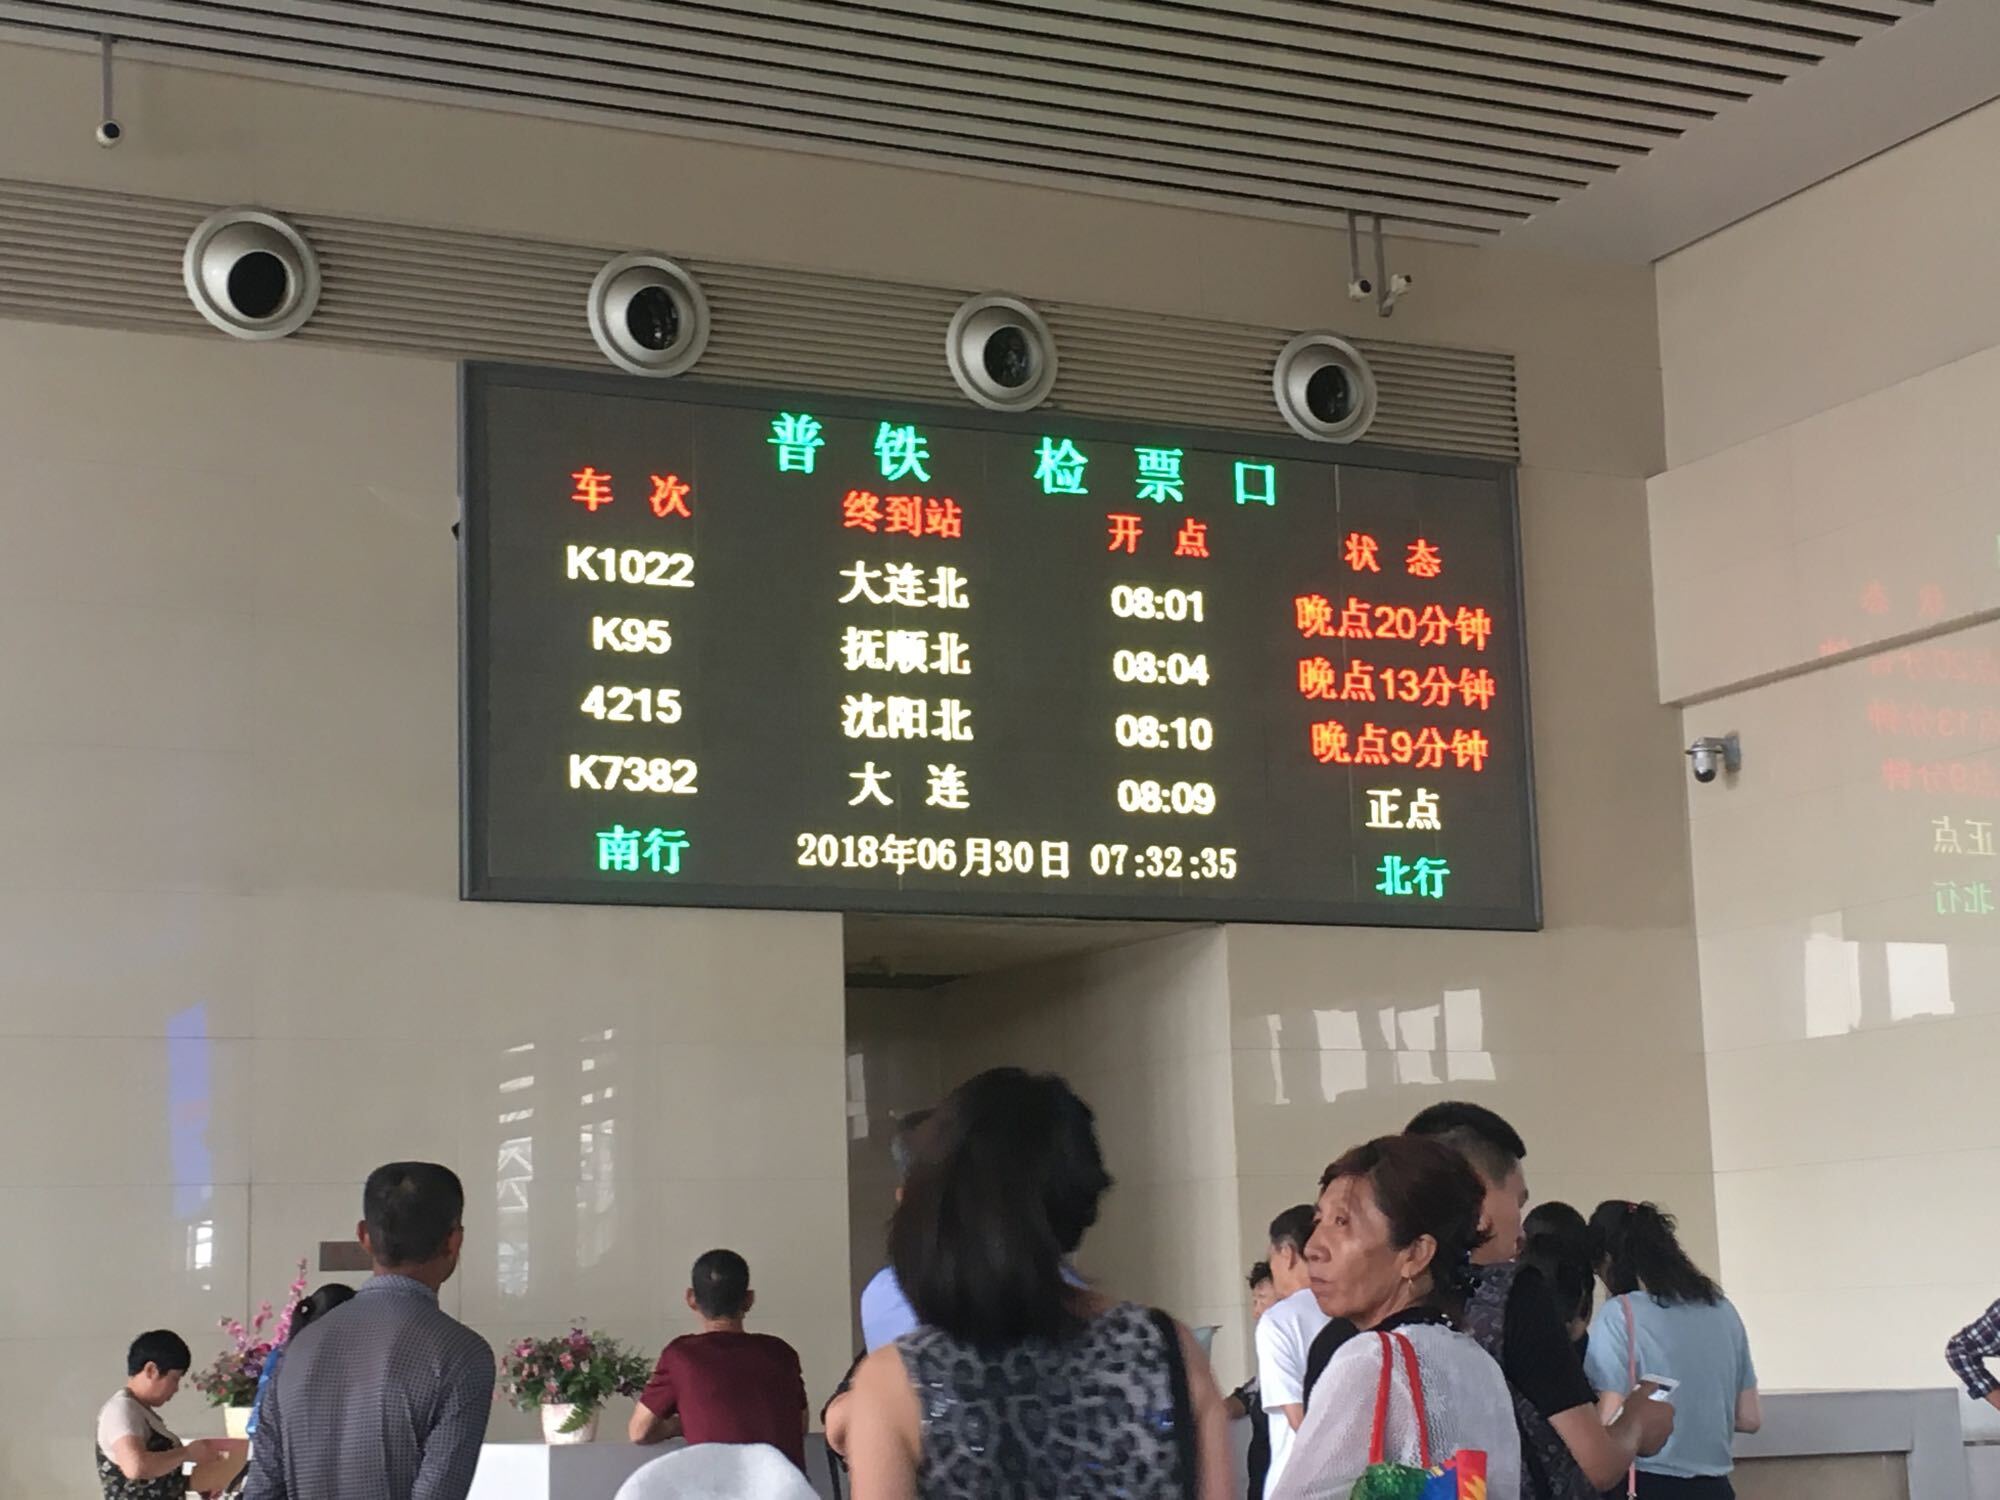 普铁 检票口
车次 终到站 开点 状态
K1022 大连北 08:01 晚点20分钟
K95 抚顺北 08:04 晚点13分钟
4215 沈阳北 08:10 晚点9分钟
K7382 大连 08:09 正点
南行 2018年06月30日 07:32:35 北行